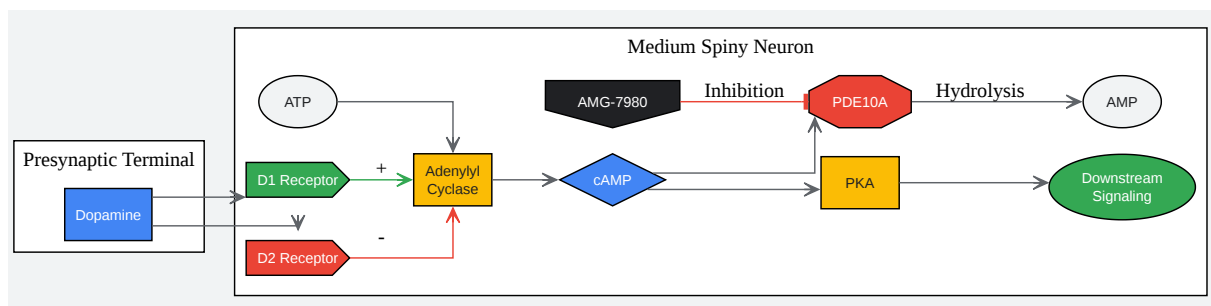 Medium Spiny Neuron
ATP
AMG-7980
Inhibition
PDE10A
Hydrolysis
AMP
Presynaptic Terminal
Dopamine
D1 Receptor
+
Adenylyl
Cyclase
cAMP
PKA
Downstream
Signaling
-
D2 Receptor